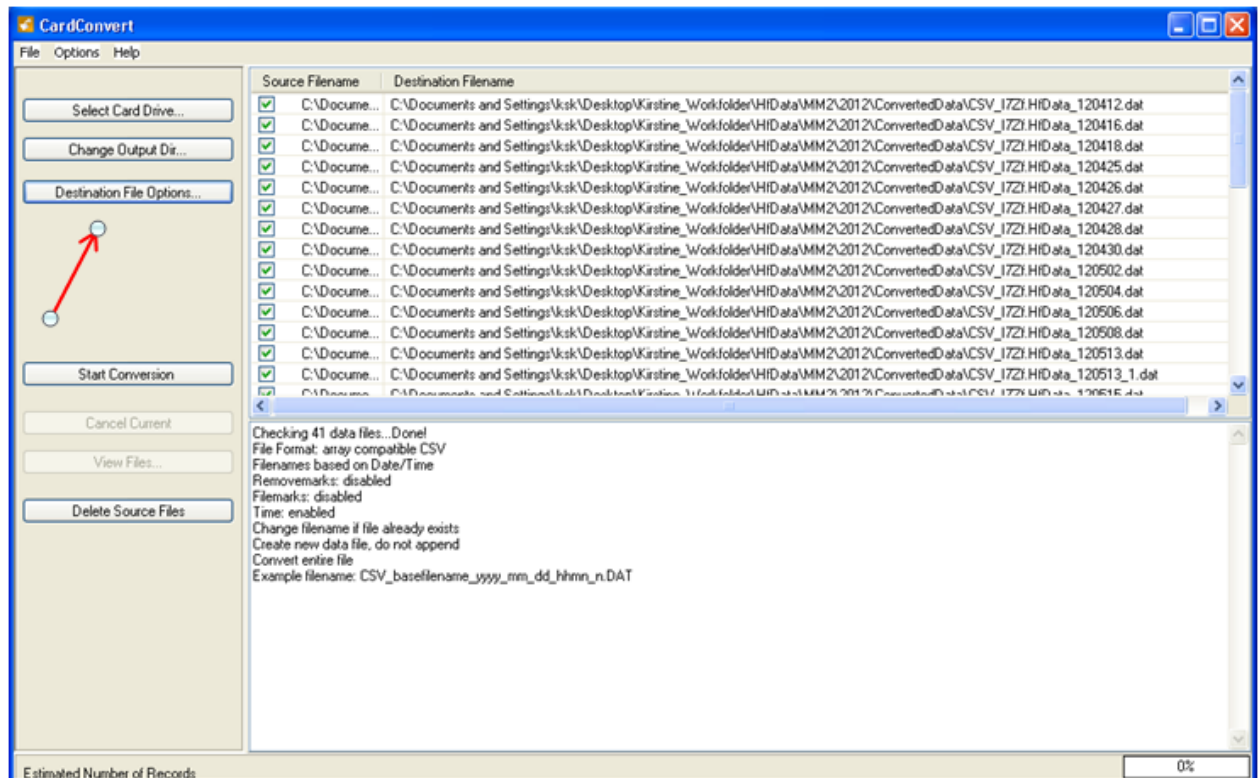 CardConvert
File Options Help
Source Filename Destination Filename
Select Card Drive...
Change Output Dir...
Destination File Options...
Start Conversion
Cancel Current
View Files...
Delete Source Files
C:\Docume... C:\Documents and Settings\ksk\Desktop\Kirstine_Workfolder\HfData\MM2\2012\ConvertedData\CSV_I7Zf.HfData_120412.dat
C:\Docume... C:\Documents and Settings\ksk\Desktop\Kirstine_Workfolder\HfData\MM2\2012\ConvertedData\CSV_I7Zf.HfData_120416.dat
C:\Docume... C:\Documents and Settings\ksk\Desktop\Kirstine_Workfolder\HfData\MM2\2012\ConvertedData\CSV_I7Zf.HfData_120418.dat
C:\Docume... C:\Documents and Settings\ksk\Desktop\Kirstine_Workfolder\HfData\MM2\2012\ConvertedData\CSV_I7Zf.HfData_120425.dat
C:\Docume... C:\Documents and Settings\ksk\Desktop\Kirstine_Workfolder\HfData\MM2\2012\ConvertedData\CSV_I7Zf.HfData_120426.dat
C:\Docume... C:\Documents and Settings\ksk\Desktop\Kirstine_Workfolder\HfData\MM2\2012\ConvertedData\CSV_I7Zf.HfData_120427.dat
C:\Docume... C:\Documents and Settings\ksk\Desktop\Kirstine_Workfolder\HfData\MM2\2012\ConvertedData\CSV_I7Zf.HfData_120428.dat
C:\Docume... C:\Documents and Settings\ksk\Desktop\Kirstine_Workfolder\HfData\MM2\2012\ConvertedData\CSV_I7Zf.HfData_120430.dat
C:\Docume... C:\Documents and Settings\ksk\Desktop\Kirstine_Workfolder\HfData\MM2\2012\ConvertedData\CSV_I7Zf.HfData_120502.dat
C:\Docume... C:\Documents and Settings\ksk\Desktop\Kirstine_Workfolder\HfData\MM2\2012\ConvertedData\CSV_I7Zf.HfData_120504.dat
C:\Docume... C:\Documents and Settings\ksk\Desktop\Kirstine_Workfolder\HfData\MM2\2012\ConvertedData\CSV_I7Zf.HfData_120506.dat
C:\Docume... C:\Documents and Settings\ksk\Desktop\Kirstine_Workfolder\HfData\MM2\2012\ConvertedData\CSV_I7Zf.HfData_120508.dat
C:\Docume... C:\Documents and Settings\ksk\Desktop\Kirstine_Workfolder\HfData\MM2\2012\ConvertedData\CSV_I7Zf.HfData_120513.dat
C:\Docume... C:\Documents and Settings\ksk\Desktop\Kirstine_Workfolder\HfData\MM2\2012\ConvertedData\CSV_I7Zf.HfData_120513_1.dat
C:\Docume... C:\Documents and Settings\ksk\Desktop\Kirstine_Workfolder\HfData\MM2\2012\ConvertedData\CSV_I7Zf.HfData_120515.dat
Checking 41 data files...Done!
File Format: array compatible CSV
Filenames based on Date/Time
Removemarks: disabled
Filemarks: disabled
Time: enabled
Change filename if file already exists
Create new data file, do not append
Convert entire file
Example filename: CSV_basefilename_yyyy_mm_dd_hhmn_n.DAT
Estimated Number of Records
0%